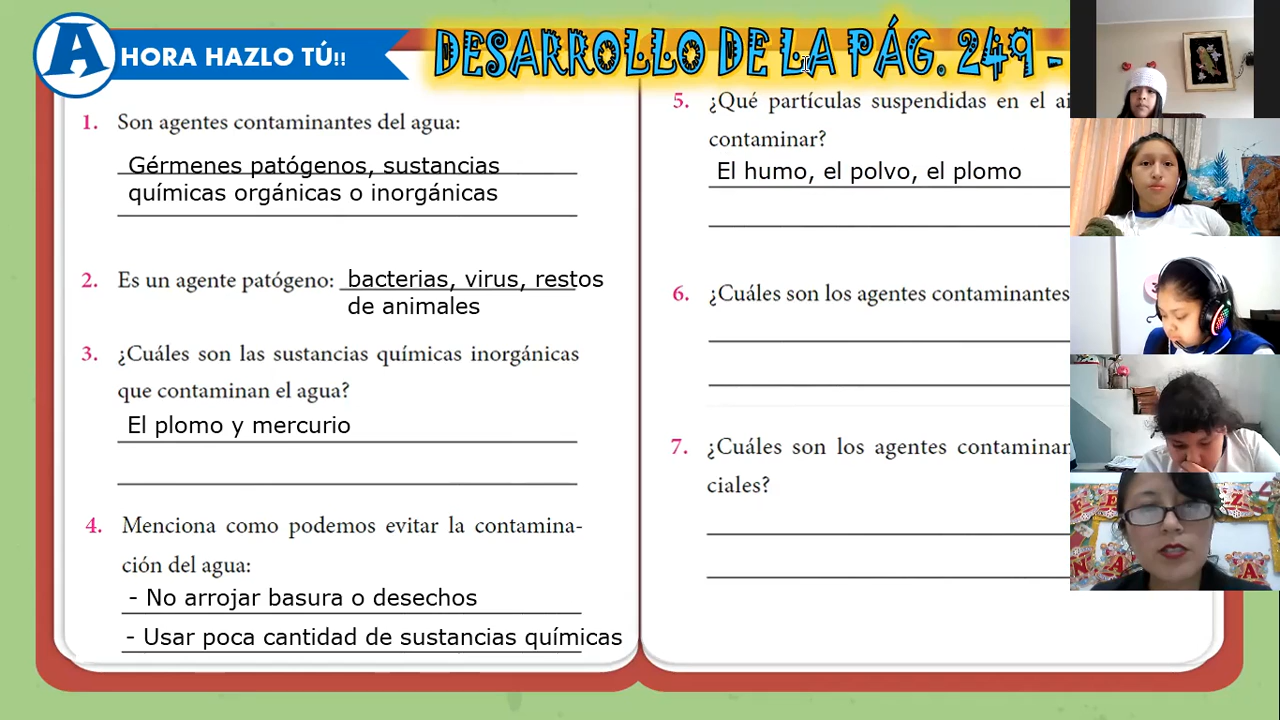 AHORA HAZLO TÚ!!
DESARROLLO DE LA PÁG. 249 -
1. Son agentes contaminantes del agua:
Gérmenes patógenos, sustancias
químicas orgánicas o inorgánicas
2. Es un agente patógeno: bacterias, virus, restos
de animales
3. ¿Cuáles son las sustancias químicas inorgánicas
que contaminan el agua?
El plomo y mercurio
4. Menciona como podemos evitar la contamina-
ción del agua:
- No arrojar basura o desechos
- Usar poca cantidad de sustancias químicas
5. ¿Qué partículas suspendidas en el ai
contaminar?
El humo, el polvo, el plomo
6. ¿Cuáles son los agentes contaminantes
7. ¿Cuáles son los agentes contaminan
ciales?